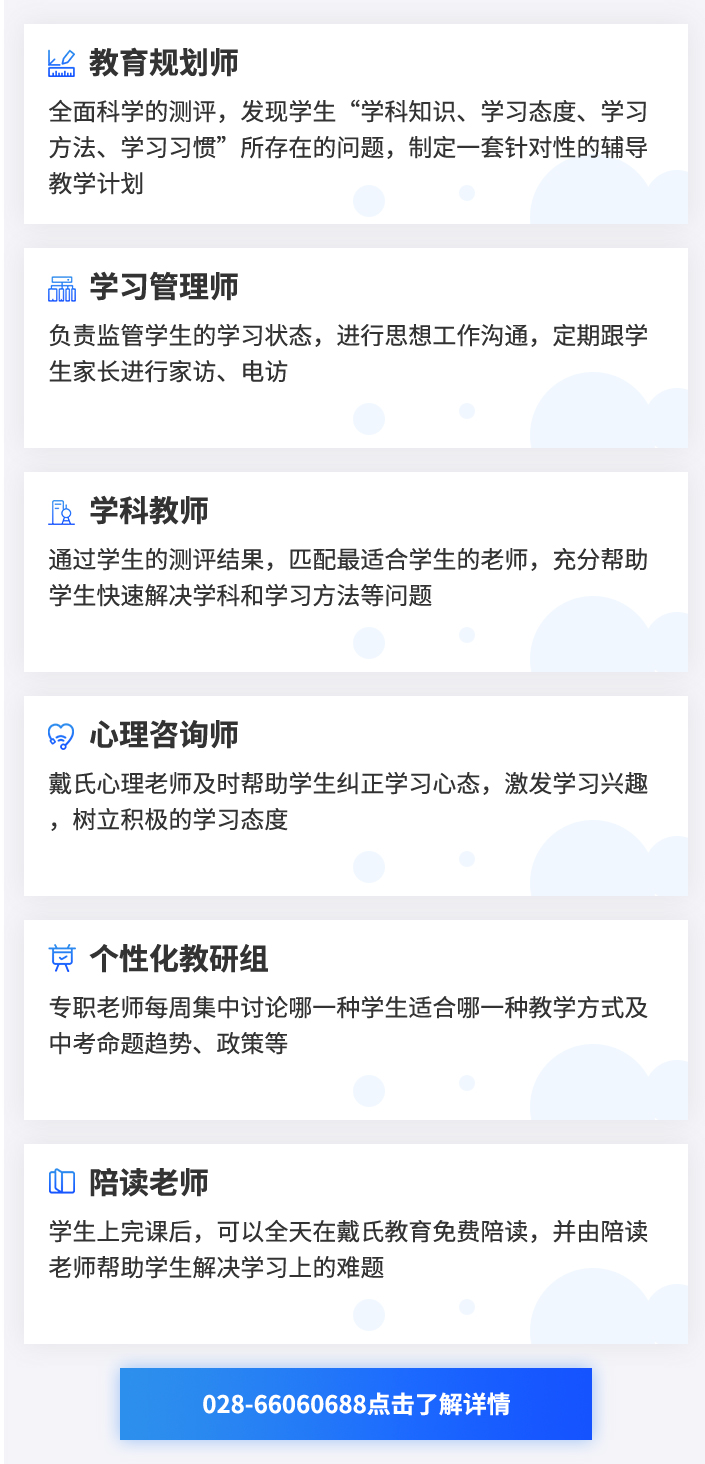 教育规划师
全面科学的测评，发现学生“学科知识、学习态度、学习
方法、学习习惯”所存在的问题，制定一套针对性的辅导
教学计划
学习管理师
负责监管学生的学习状态，进行思想工作沟通，定期跟学
生家长进行家访、电访
学科教师
通过学生的测评结果，匹配最适合学生的老师，充分帮助
学生快速解决学科和学习方法等问题
心理咨询师
戴氏心理老师及时帮助学生纠正学习心态，激发学习兴趣
，树立积极的学习态度
个性化教研组
专职老师每周集中讨论哪一种学生适合哪一种教学方式及
中考命题趋势、政策等
陪读老师
学生上完课后，可以全天在戴氏教育免费陪读，并由陪读
老师帮助学生解决学习上的难题
028-66060688点击了解详情